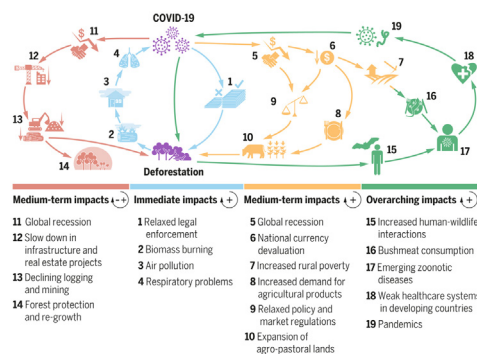 COVID-19
11
19
12
4
5
6
7
18
3
1
9
16
13
2
10
8
14
15
17
Deforestation
Medium-term impacts (-+)
11 Global recession
12 Slow down in
infrastructure and
real estate projects
13 Declining logging
and mining
14 Forest protection
and re-growth
Immediate impacts (+)
1 Relaxed legal
enforcement
2 Biomass burning
3 Air pollution
4 Respiratory problems
Medium-term impacts (+)
5 Global recession
6 National currency
devaluation
7 Increased rural poverty
8 Increased demand for
agricultural products
9 Relaxed policy and
market regulations
10 Expansion of
agro-pastoral lands
Overarching impacts (+)
15 Increased human-wildlife
interactions
16 Bushmeat consumption
17 Emerging zoonotic
diseases
18 Weak healthcare systems
in developing countries
19 Pandemics